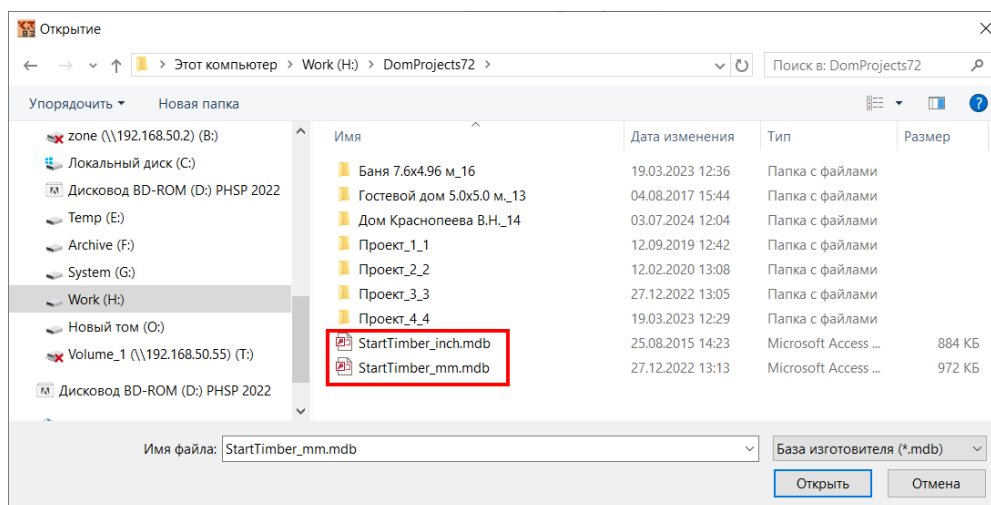 Открытие
Этот компьютер > Work (H:) > DomProjects72 >
Поиск в: DomProjects72
Упорядочить
Новая папка
?
zone (\\192.168.50.2) (B:)
Локальный диск (C:)
Дисковод BD-ROM (D:) PHSP 2022
Temp (E:)
Archive (F:)
System (G:)
Work (H:)
Новый том (O:)
Volume_1 (\\192.168.50.55) (T:)
Дисковод BD-ROM (D:) PHSP 2022
Имя Дата изменения Тип Размер
Баня 7.6x4.96 м_16 19.03.2023 12:36 Папка с файлами
Гостевой дом 5.0x5.0 м._13 04.08.2017 15:44 Папка с файлами
Дом Краснопеева В.Н._14 03.07.2024 12:04 Папка с файлами
Проект_1_1 12.09.2019 12:42 Папка с файлами
Проект_2_2 12.02.2020 13:08 Папка с файлами
Проект_3_3 27.12.2022 13:05 Папка с файлами
Проект_4_4 19.03.2023 12:29 Папка с файлами
StartTimber_inch.mdb 25.08.2015 14:23 Microsoft Access ... 884 КБ
StartTimber_mm.mdb 27.12.2022 13:13 Microsoft Access ... 972 КБ
Имя файла: StartTimber_mm.mdb
База изготовителя (*.mdb)
Открыть
Отмена